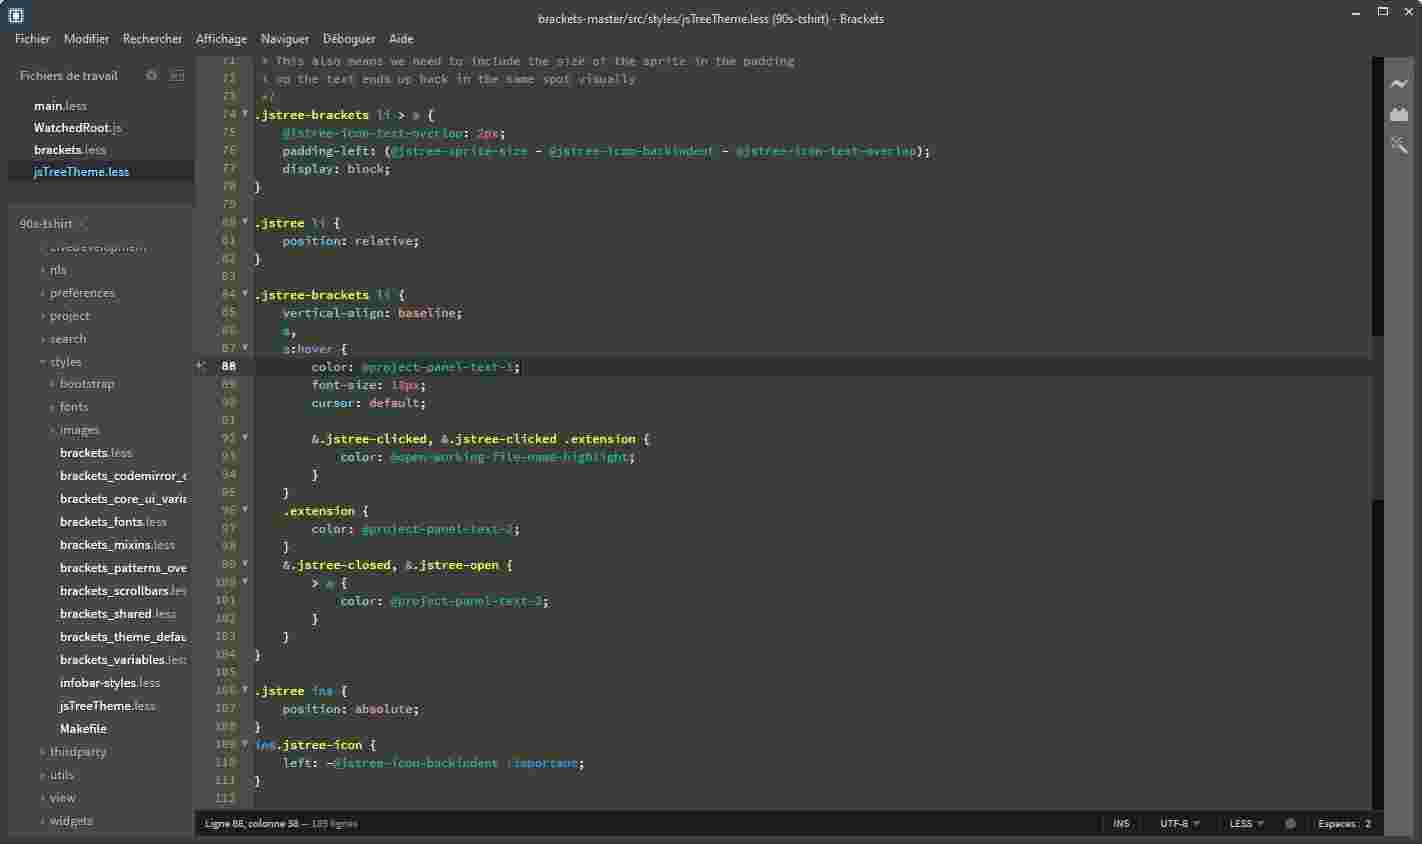 brackets-master/src/styles/jsTreeTheme.less (90s-tshirt) - Brackets
Fichier Modifier Rechercher Affichage Naviguer Déboguer Aide
Fichiers de travail
main.less
WatchedRoot.js
brackets.less
jsTreeTheme.less
90s-tshirt
LiveDevelopment
nls
preferences
project
search
styles
bootstrap
fonts
images
brackets.less
brackets_codemirror_
brackets_core_ui_varia
brackets_fonts.less
brackets_mixins.less
brackets_patterns_ove
brackets_scrollbars.les
brackets_shared.less
brackets_theme_defau
brackets_variables.less
infobar-styles.less
jsTreeTheme.less
Makefile
thirdparty
utils
view
widgets
71 * This also means we need to include the size of the sprite in the padding
72 * so the text ends up back in the same spot visually
73 */
74 .jstree-brackets li > a {
75 @jstree-icon-text-overlap: 2px;
76 padding-left: (@jstree-sprite-size - @jstree-icon-backindent - @jstree-icon-text-overlap);
77 display: block;
78 }
79
80 .jstree li {
81 position: relative;
82 }
83
84 .jstree-brackets li {
85 vertical-align: baseline;
86 a,
87 a:hover {
88 color: @project-panel-text-1;
89 font-size: 13px;
90 cursor: default;
91
92 &.jstree-clicked, &.jstree-clicked .extension {
93 color: @open-working-file-name-highlight;
94 }
95 }
96 .extension {
97 color: @project-panel-text-2;
98 }
99 &.jstree-closed, &.jstree-open {
100 > a {
101 color: @project-panel-text-2;
102 }
103 }
104 }
105
106 .jstree ins {
107 position: absolute;
108 }
109 ins.jstree-icon {
110 left: -@jstree-icon-backindent !important;
111 }
112
Ligne 88, colonne 38 — 185 lignes INS UTF-8 LESS Espaces : 2